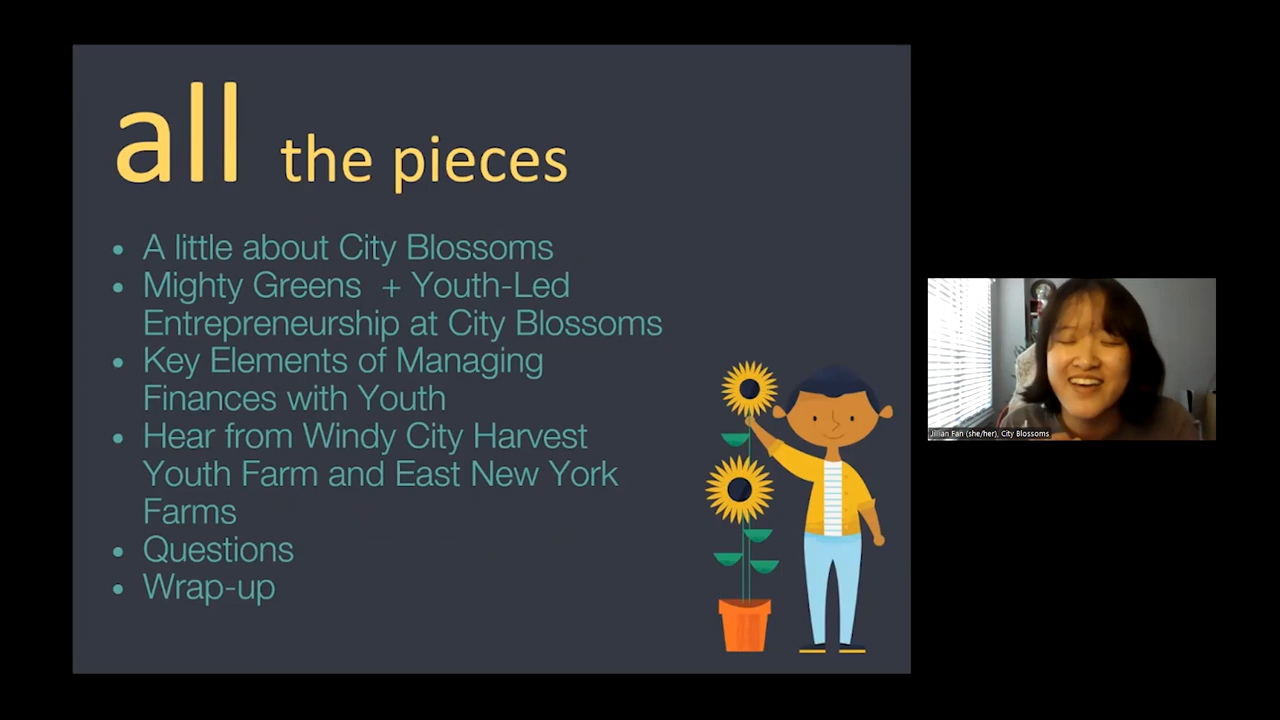 all the pieces
• A little about City Blossoms
• Mighty Greens + Youth-Led
Entrepreneurship at City Blossoms
• Key Elements of Managing
Finances with Youth
• Hear from Windy City Harvest
Youth Farm and East New York
Farms
• Questions
• Wrap-up
Jillian Fan (she/her), City Blossoms